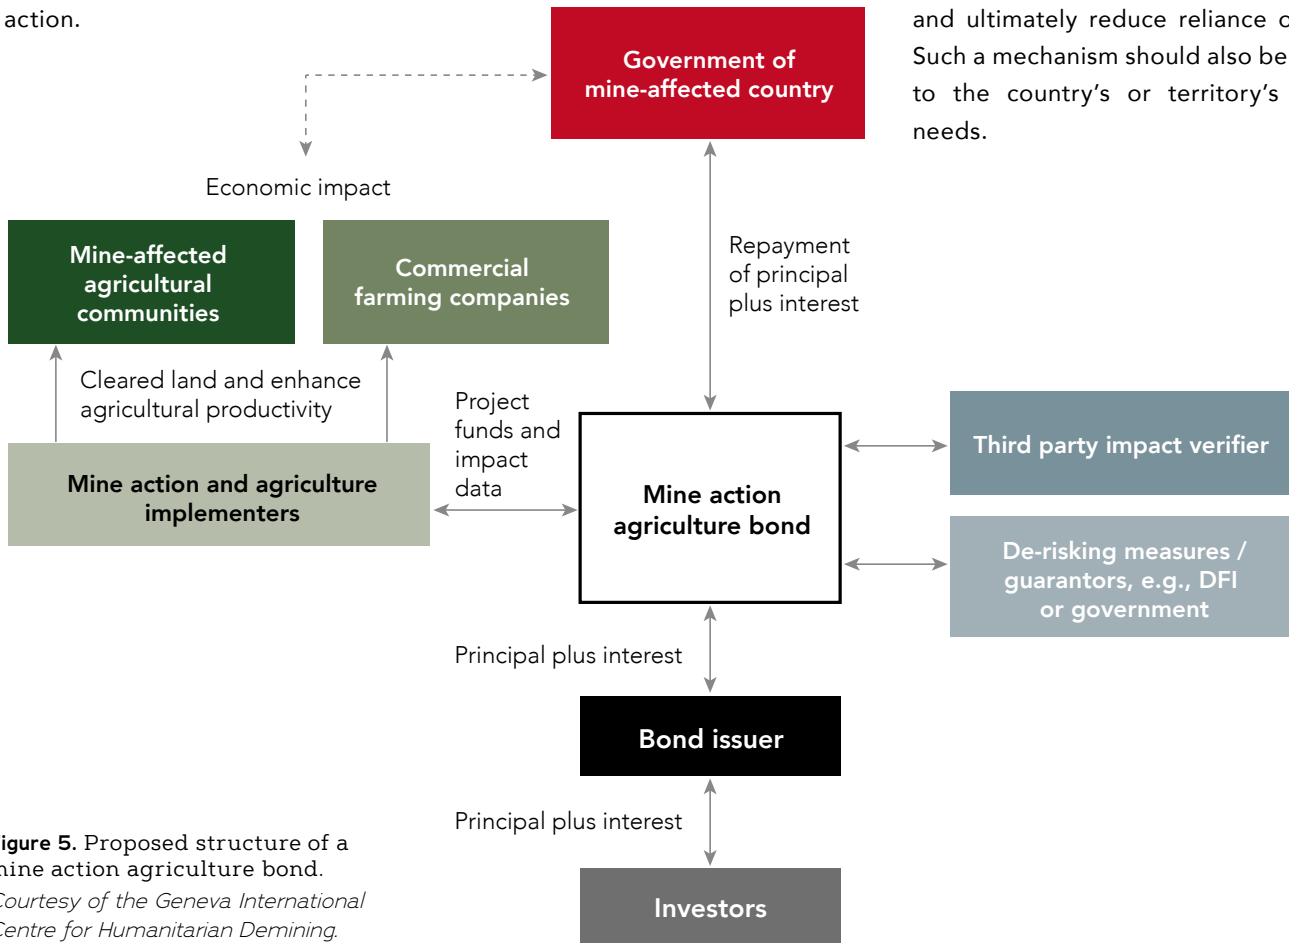 action.
and ultimately reduce reliance
Such a mechanism should also be
to the country's or territory's
needs.
Government of
mine-affected country
Economic impact
Mine-affected
agricultural
communities
Commercial
farming companies
Repayment
of principal
plus interest
Cleared land and enhance
agricultural productivity
Project
funds and
impact
data
Mine action and agriculture
implementers
Mine action
agriculture bond
Third party impact verifier
De-risking measures /
guarantors, e.g., DFI
or government
Principal plus interest
Bond issuer
Principal plus interest
Investors
Figure 5. Proposed structure of a
mine action agriculture bond.
Courtesy of the Geneva International
Centre for Humanitarian Demining.